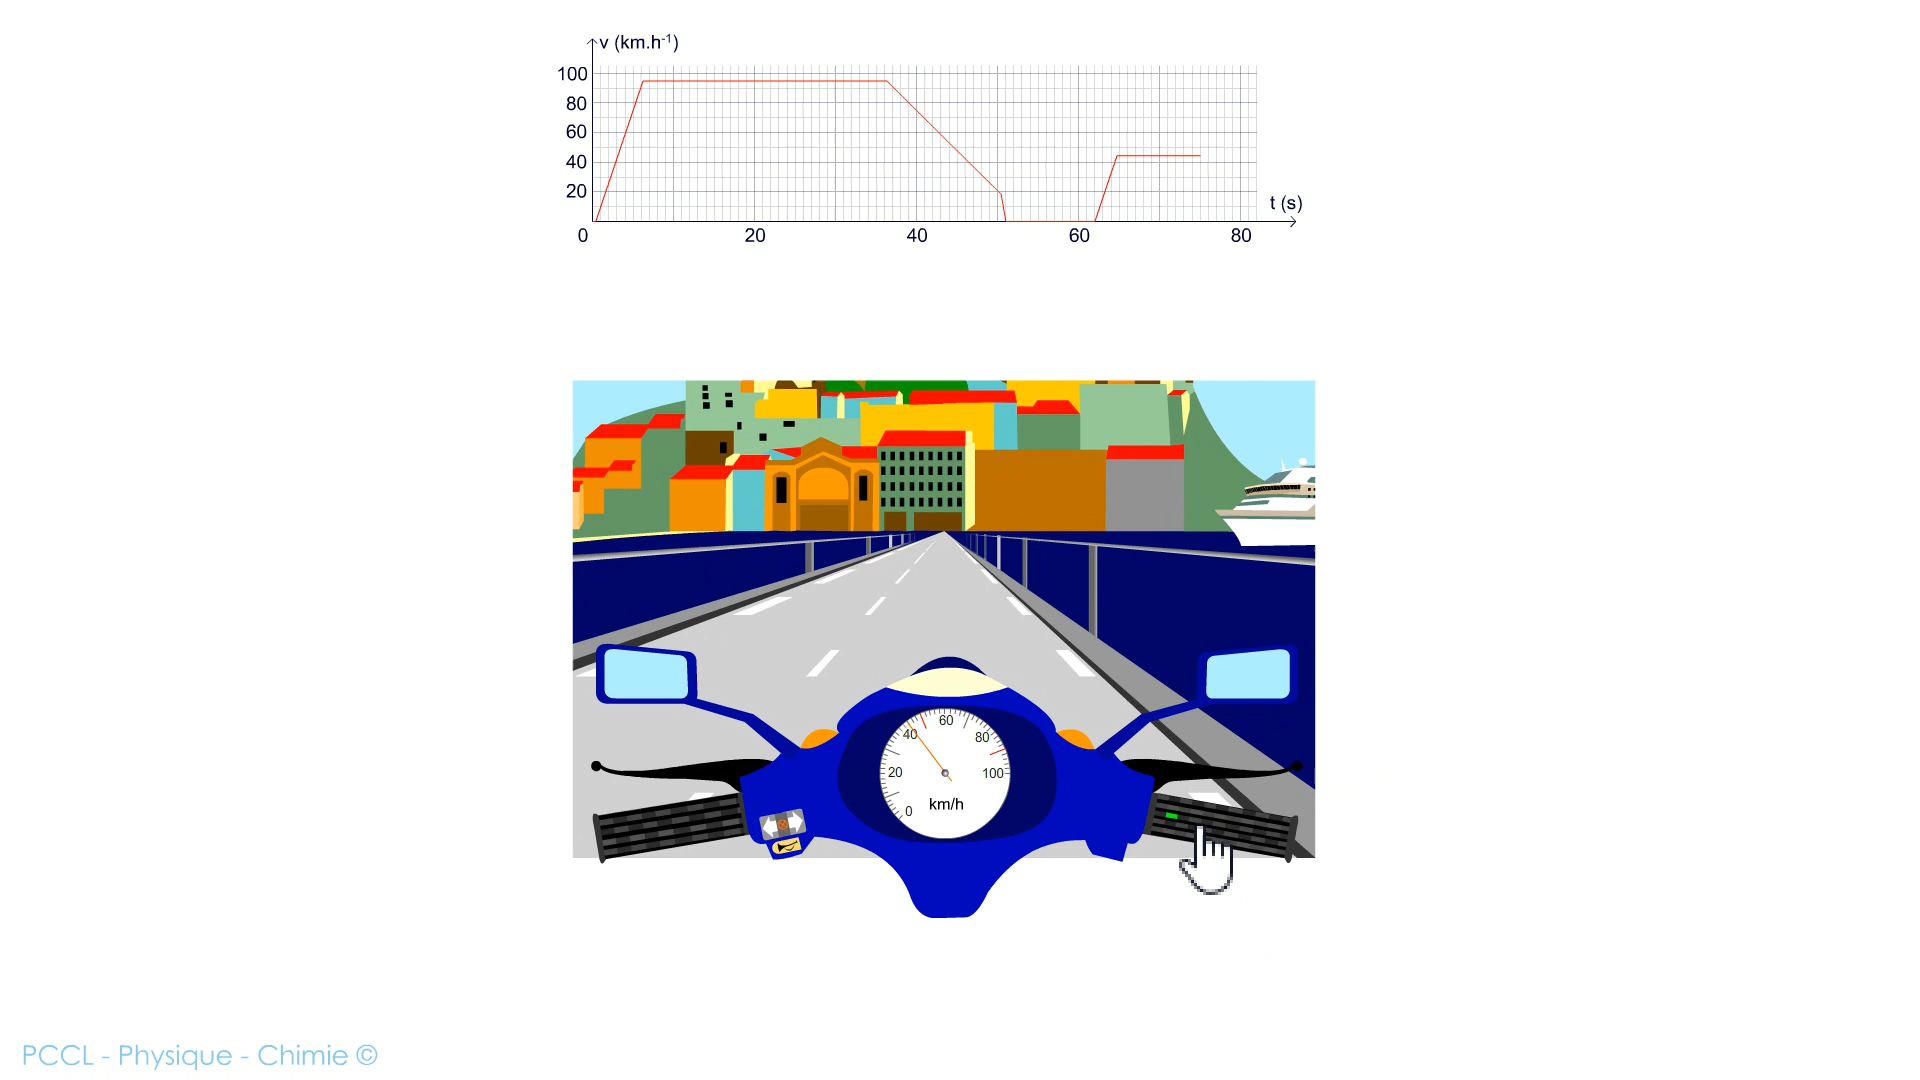 v (km.h⁻¹)
100
80
60
40
20
t (s)
0 20 40 60 80
60
40 80
20 100
km/h
0
PCCL - Physique - Chimie ©